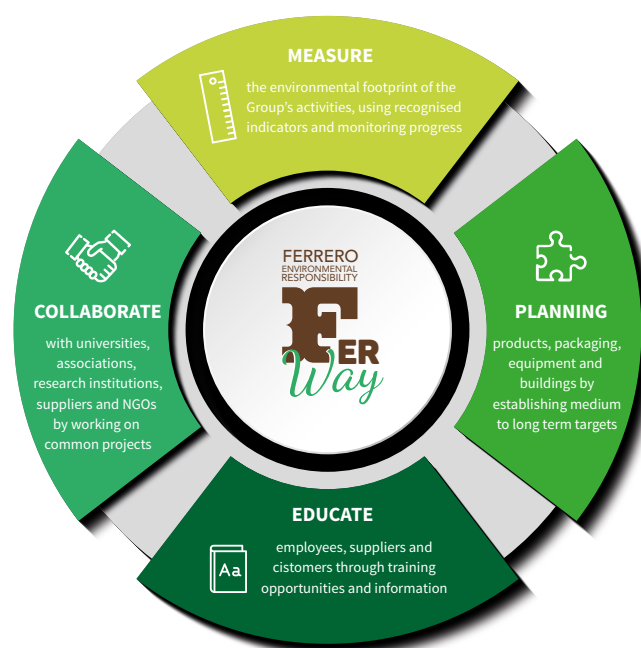 MEASURE
the environmental footprint of the
Group's activities, using recognised
indicators and monitoring progress
COLLABORATE
with universities,
associations,
research institutions,
suppliers and NGOs
by working on
common projects
FERRERO
ENVIRONMENTAL
RESPONSIBILITY
FER
Way
PLANNING
products, packaging,
equipment and
buildings by
establishing medium
to long term targets
EDUCATE
Aa
employees, suppliers and
cistomers through training
opportunities and information